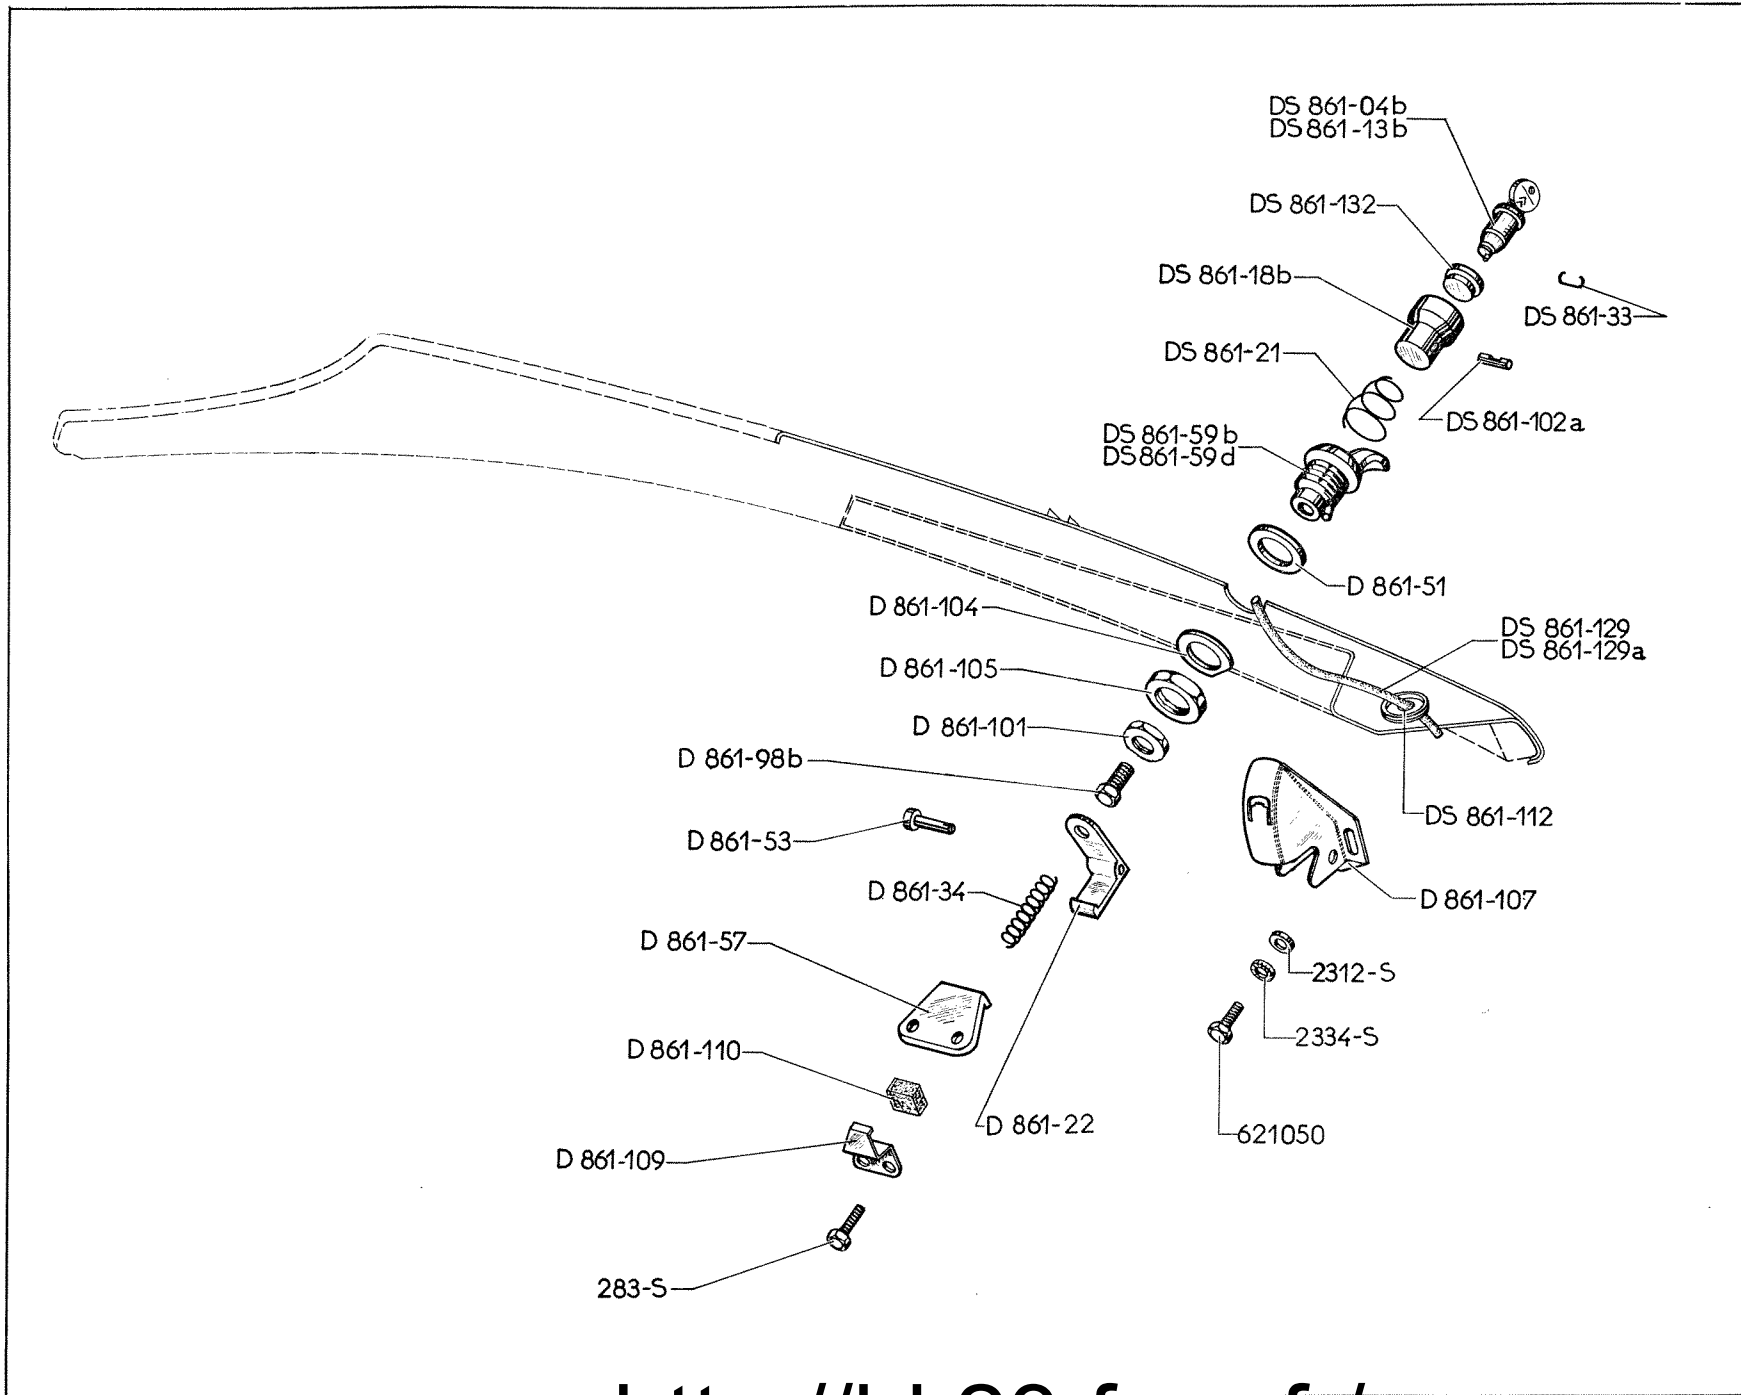 DS 861-04b
DS 861-13b
DS 861-132
DS 861-18b
DS 861-33
DS 861-21
DS 861-102a
DS 861-59b
DS 861-59d
D 861-51
D 861-104
DS 861-129
DS 861-129a
D 861-105
D 861-101
D 861-98b
DS 861-112
D 861-53
D 861-34
D 861-107
D 861-57
2312-S
2334-S
D 861-110
D 861-22
621050
D 861-109
283-S